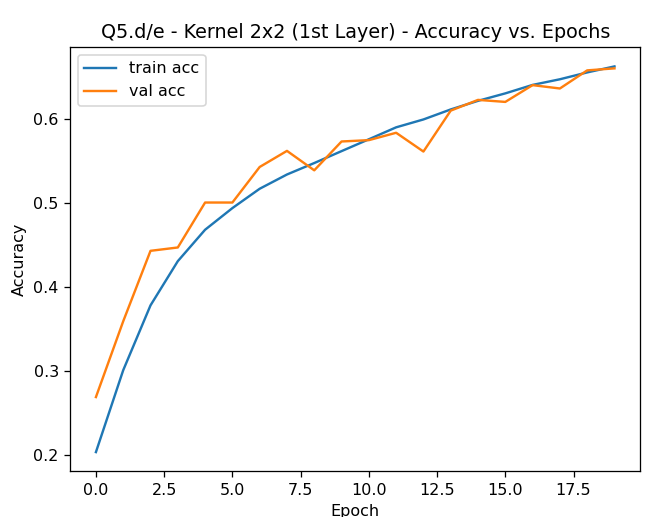 Q5.d/e - Kernel 2x2 (1st Layer) - Accuracy vs. Epochs
train acc
val acc
0.6
0.5
0.4
0.3
0.2
Accuracy
0.0 2.5 5.0 7.5 10.0 12.5 15.0 17.5
Epoch